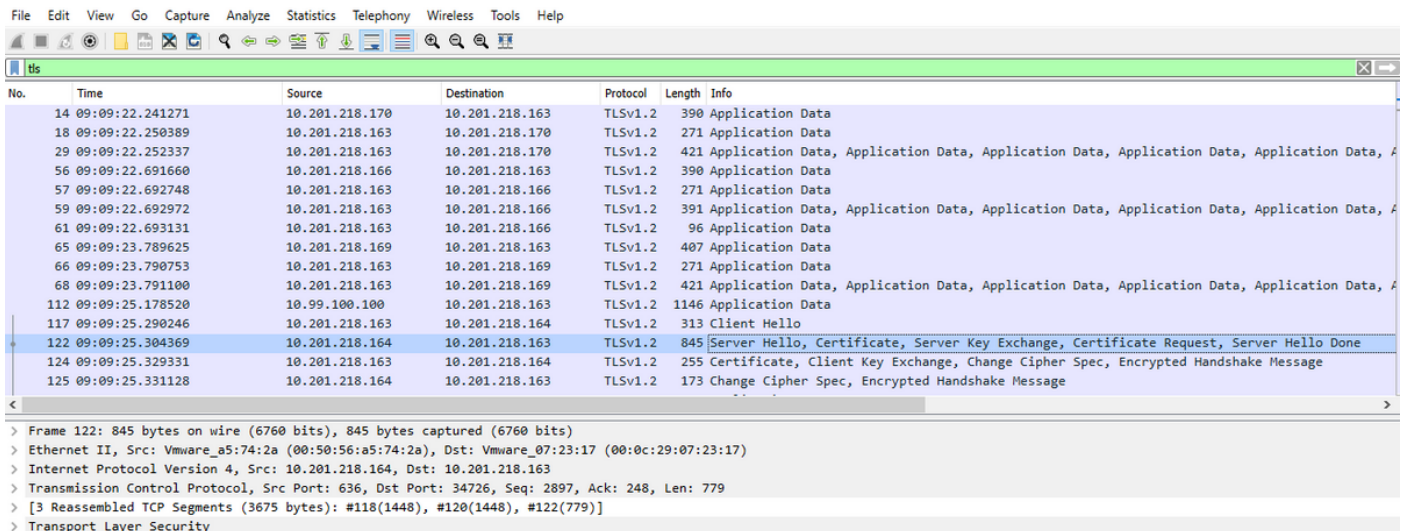 File Edit View Go Capture Analyze Statistics Telephony Wireless Tools Help
tls
No. Time Source Destination Protocol Length Info
14 09:09:22.241271 10.201.218.170 10.201.218.163 TLSv1.2 390 Application Data
18 09:09:22.250389 10.201.218.163 10.201.218.170 TLSv1.2 271 Application Data
29 09:09:22.252337 10.201.218.163 10.201.218.170 TLSv1.2 421 Application Data, Application Data, Application Data, Application Data, Application Data,
56 09:09:22.691660 10.201.218.166 10.201.218.163 TLSv1.2 390 Application Data
57 09:09:22.692748 10.201.218.163 10.201.218.166 TLSv1.2 271 Application Data
59 09:09:22.692972 10.201.218.163 10.201.218.166 TLSv1.2 391 Application Data, Application Data, Application Data, Application Data, Application Data,
61 09:09:22.693131 10.201.218.163 10.201.218.166 TLSv1.2 96 Application Data
65 09:09:23.789625 10.201.218.169 10.201.218.163 TLSv1.2 407 Application Data
66 09:09:23.790753 10.201.218.163 10.201.218.169 TLSv1.2 271 Application Data
68 09:09:23.791100 10.201.218.163 10.201.218.169 TLSv1.2 421 Application Data, Application Data, Application Data, Application Data, Application Data,
112 09:09:25.178520 10.99.100.100 10.201.218.163 TLSv1.2 1146 Application Data
117 09:09:25.290246 10.201.218.163 10.201.218.164 TLSv1.2 313 Client Hello
122 09:09:25.304369 10.201.218.164 10.201.218.163 TLSv1.2 845 Server Hello, Certificate, Server Key Exchange, Certificate Request, Server Hello Done
124 09:09:25.329331 10.201.218.163 10.201.218.164 TLSv1.2 255 Certificate, Client Key Exchange, Change Cipher Spec, Encrypted Handshake Message
125 09:09:25.331128 10.201.218.164 10.201.218.163 TLSv1.2 173 Change Cipher Spec, Encrypted Handshake Message
> Frame 122: 845 bytes on wire (6760 bits), 845 bytes captured (6760 bits)
> Ethernet II, Src: Vmware_a5:74:2a (00:50:56:a5:74:2a), Dst: Vmware_07:23:17 (00:0c:29:07:23:17)
> Internet Protocol Version 4, Src: 10.201.218.164, Dst: 10.201.218.163
> Transmission Control Protocol, Src Port: 636, Dst Port: 34726, Seq: 2897, Ack: 248, Len: 779
> [3 Reassembled TCP Segments (3675 bytes): #118(1448), #120(1448), #122(779)]
> Transport Layer Security